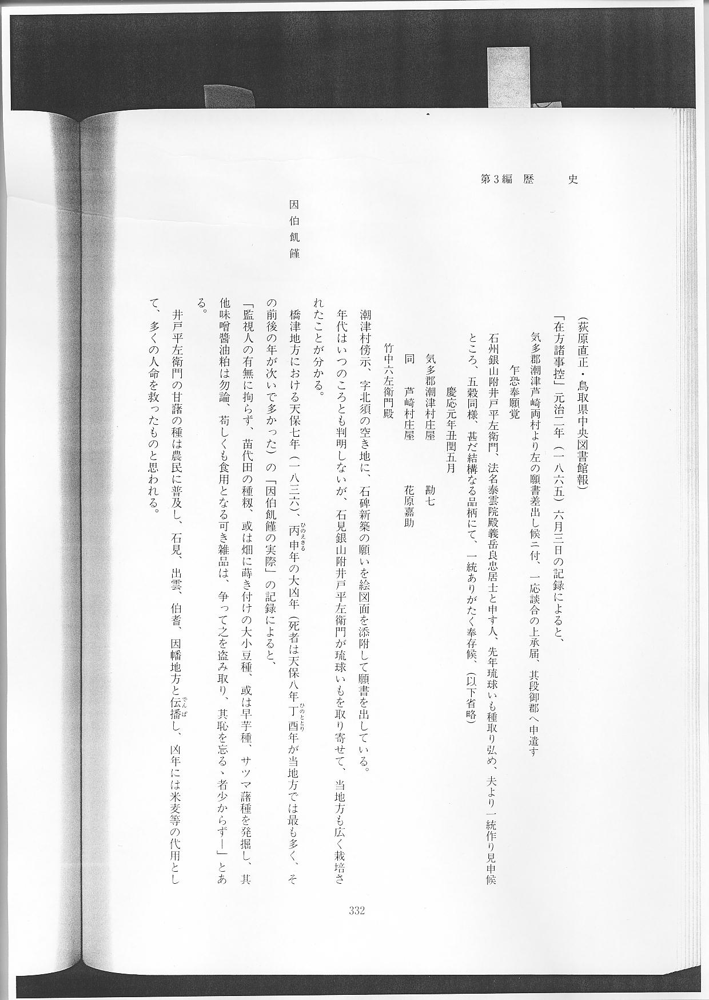 第3編　歴　　史
（荻原直正・鳥取県中央図書館報）
「在方諸事控」元治二年（一八六五）六月三日の記録によると、
気多郡潮津芦崎両村より左の願書差出し候ニ付、一応談合の上承届、其段御郡へ申遣す
乍恐奉願覚
石州銀山附井戸平左衛門、法名泰雲院殿義岳良忠居士と申す人、先年琉球いも種取り弘め、夫より一統作り見申候
ところ、五穀同様、甚だ結構なる品柄にて、一統ありがたく奉存候、（以下省略）
慶応元年丑閏五月
気多郡潮津村庄屋　　　勘七
同　　芦崎村庄屋　　　花原嘉助
竹中六左衛門殿
潮津村傍示、字北須の空き地に、石碑新築の願いを絵図面を添附して願書を出している。
年代はいつのころとも判明しないが、石見銀山附井戸平左衛門が琉球いもを取り寄せて、当地方も広く栽培さ
れたことが分かる。
因伯飢饉
橋津地方における天保七年（一八三六）、丙申年の大凶年（死者は天保八年丁酉年が当地方では最も多く、そ
ひのえさる
ひのととり
の前後の年が次いで多かった）の「因伯飢饉の実際」の記録によると、
「監視人の有無に拘らず、苗代田の種籾、或は畑に蒔き付けの大小豆種、或は早芋種、サツマ藷種を発掘し、其
他味噌醬油粕は勿論、苟しくも食用となる可き雑品は、争って之を盗み取り、其恥を忘るゝ者少からず―」とあ
る。
井戸平左衛門の甘諸の種は農民に普及し、石見、出雲、伯耆、因幡地方と伝播し、凶年には米麦等の代用とし
でんぱ
て、多くの人命を救ったものと思われる。
332